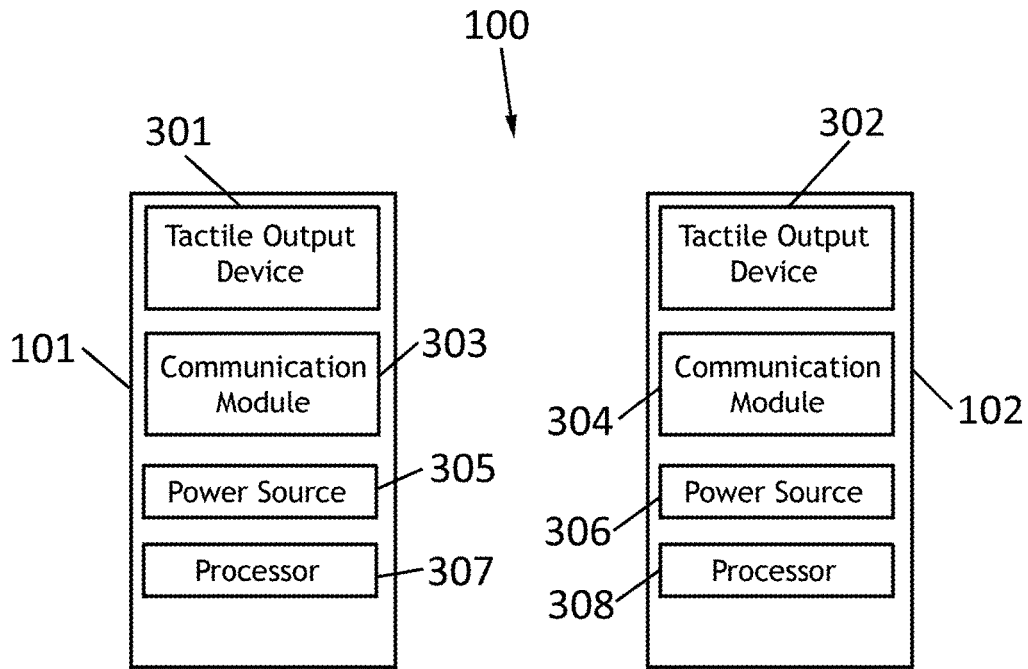 100
301
302
Tactile Output
Device
Tactile Output
Device
101
Communication
Module
303
304
Communication
Module
102
Power Source
305
306
Power Source
Processor
307
308
Processor